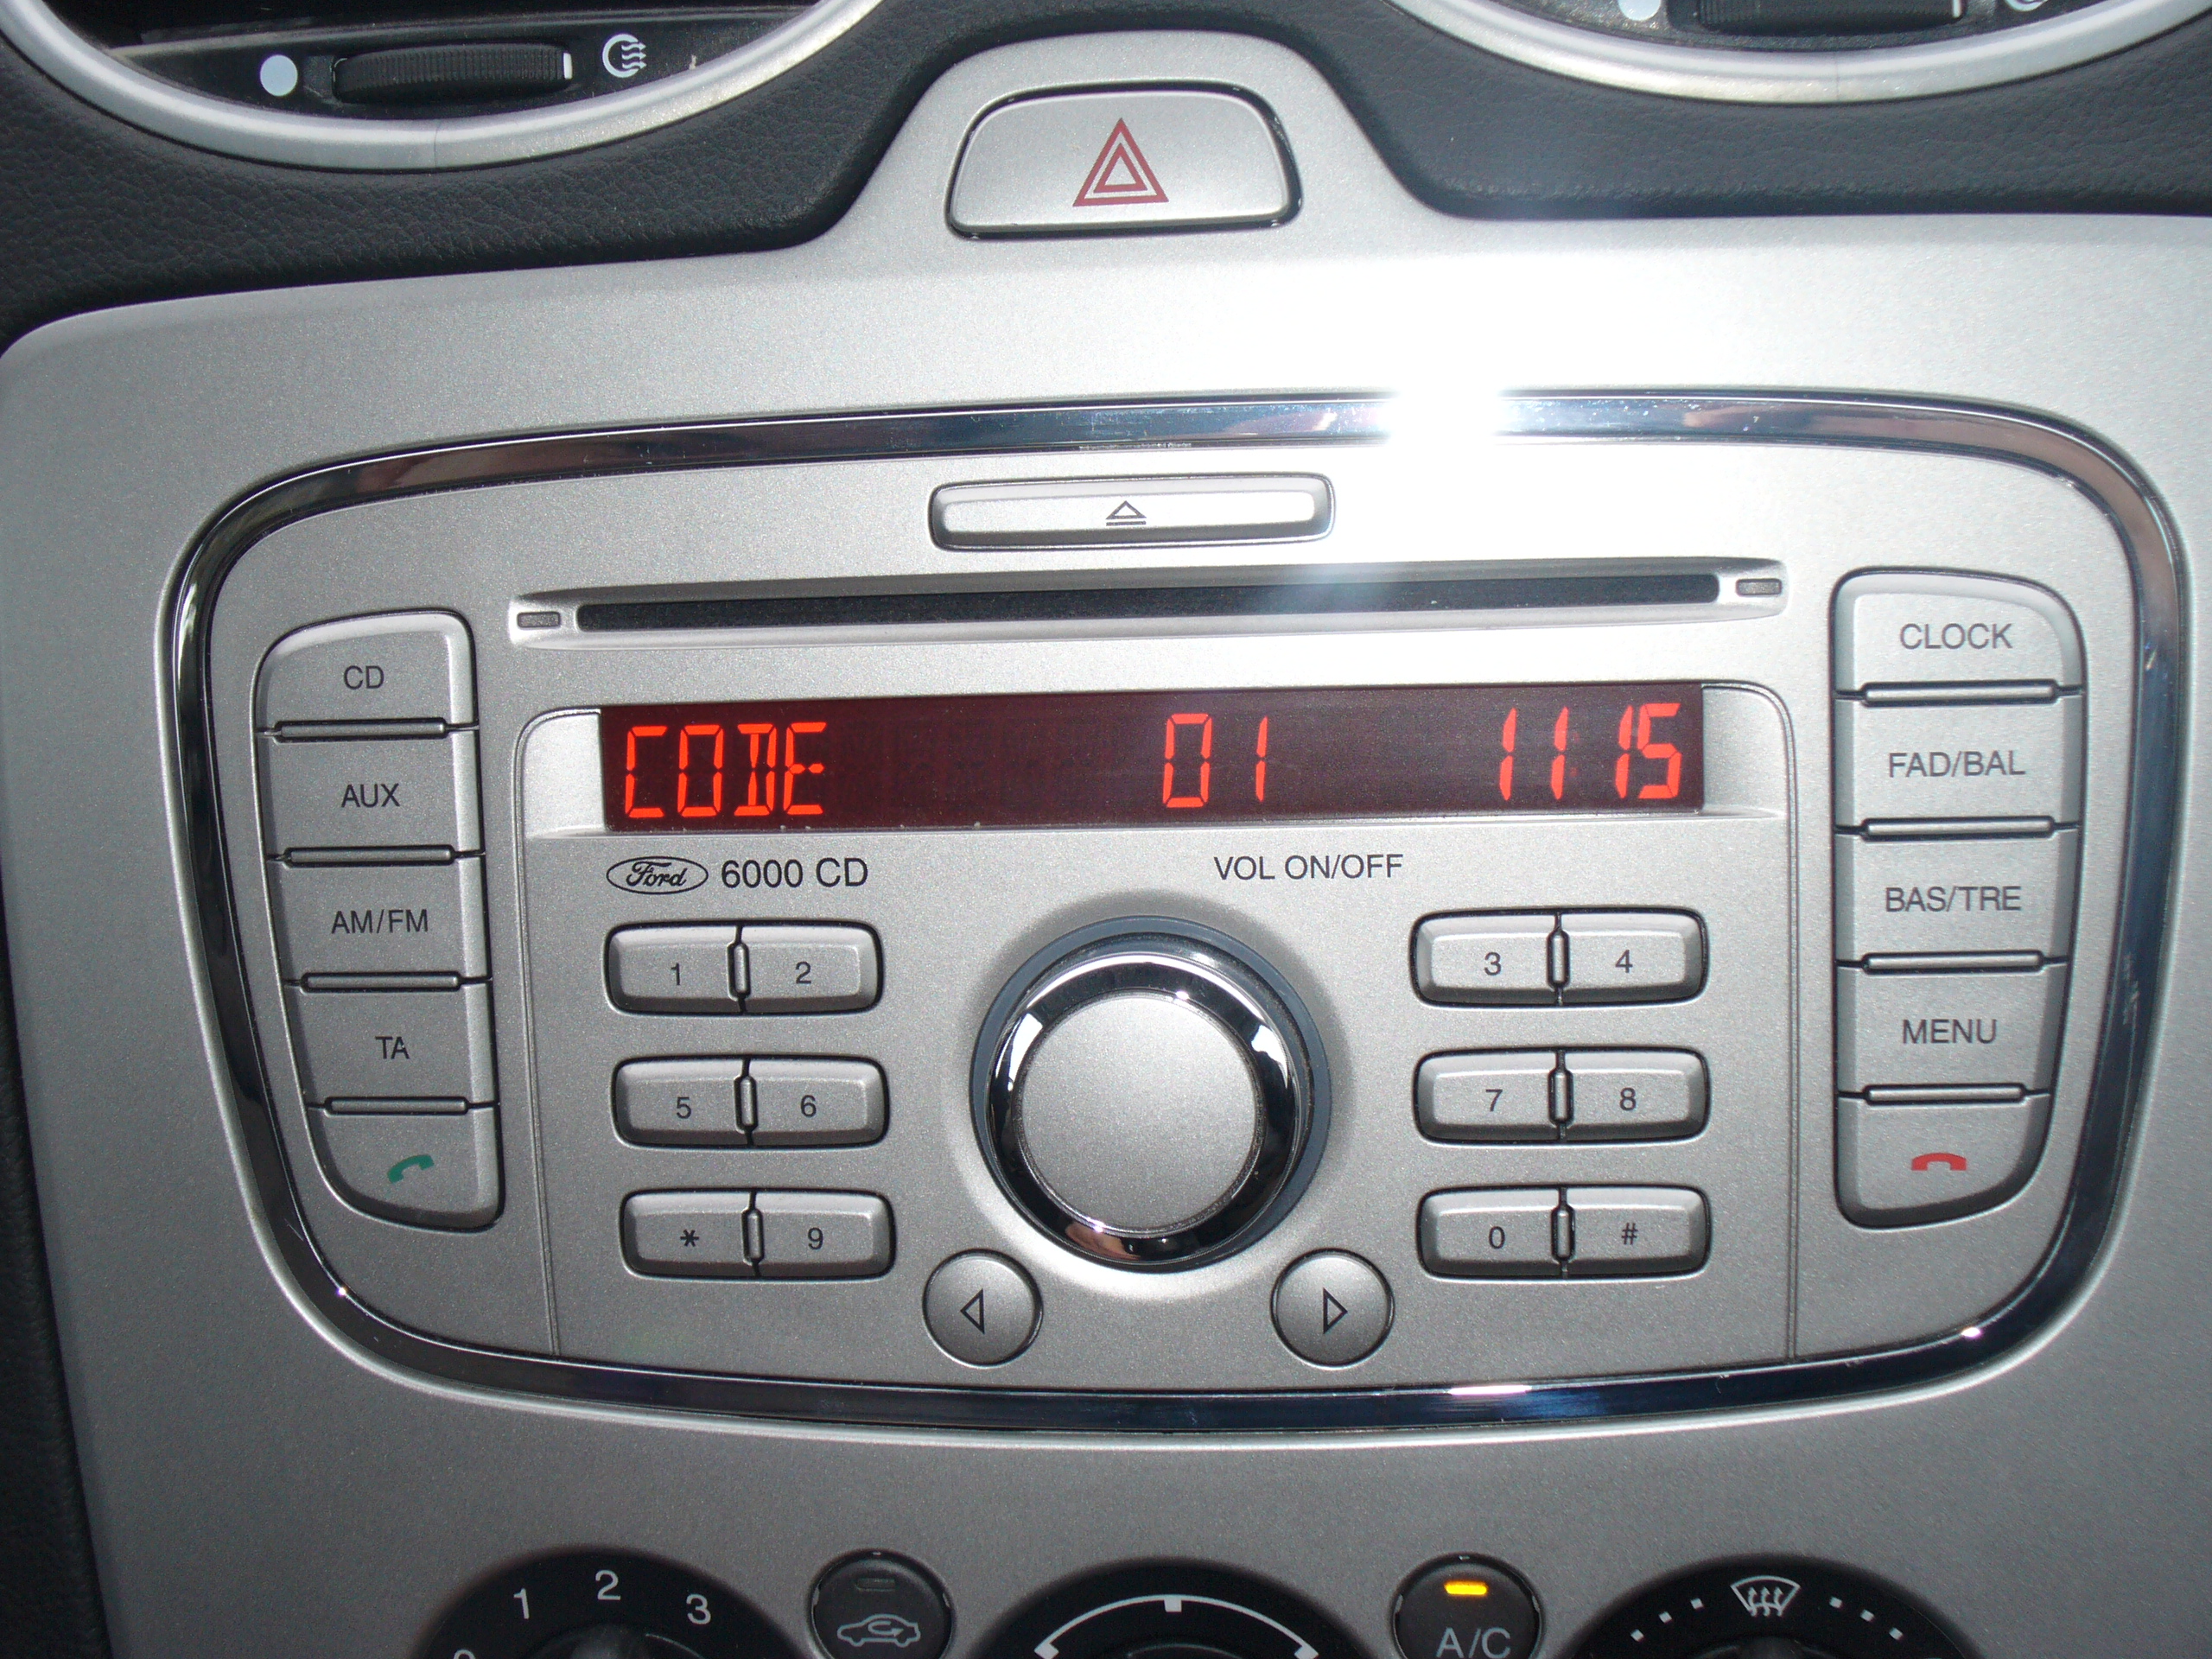 CODE 01 11 15
Ford 6000 CD
VOL ON/OFF
CD
AUX
AM/FM
TA
1 2
5 6
* 9
3 4
7 8
0 #
CLOCK
FAD/BAL
BAS/TRE
MENU
1 2 3
A/C